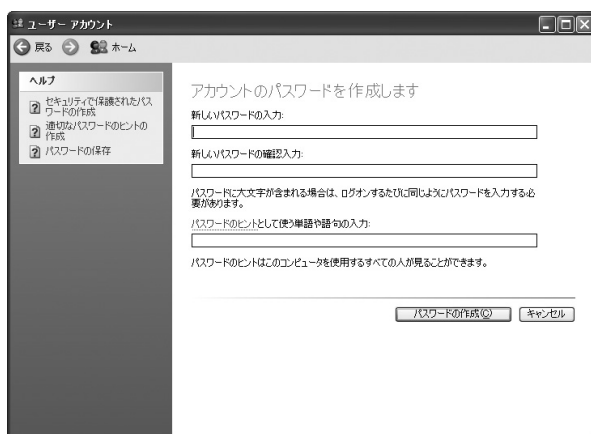 ユーザー アカウント
戻る ホーム
ヘルプ
セキュリティで保護されたパス
ワードの作成
適切なパスワードのヒントの
作成
パスワードの保存
アカウントのパスワードを作成します
新しいパスワードの入力:
新しいパスワードの確認入力:
パスワードに大文字が含まれる場合は、ログオンするたびに同じようにパスワードを入力する必
要があります。
パスワードのヒントとして使う単語や語句の入力:
パスワードのヒントはこのコンピュータを使用するすべての人が見ることができます。
パスワードの作成(C) キャンセル